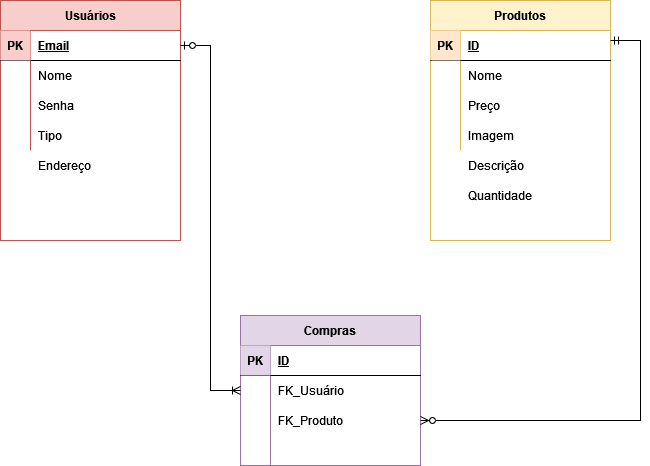 Usuários
PK Email
Nome
Senha
Tipo
Endereço
Produtos
PK ID
Nome
Preço
Imagem
Descrição
Quantidade
Compras
PK ID
FK_Usuário
FK_Produto